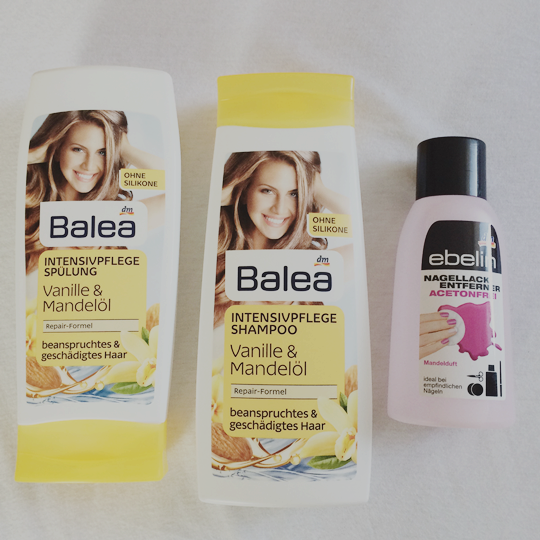 OHNE
SILIKONE
dm
Balea
INTENSIVPFLEGE
SPÜLUNG
Vanille &
Mandelöl
Repair-Formel
beanspruchtes &
geschädigtes Haar
OHNE
SILIKONE
dm
Balea
INTENSIVPFLEGE
SHAMPOO
Vanille &
Mandelöl
Repair-Formel
beanspruchtes &
geschädigtes Haar
ebelin
NAGELLACK
ENTFERNER
ACETONFREI
Mandelduft
ideal bei
empfindlichen
Nägeln